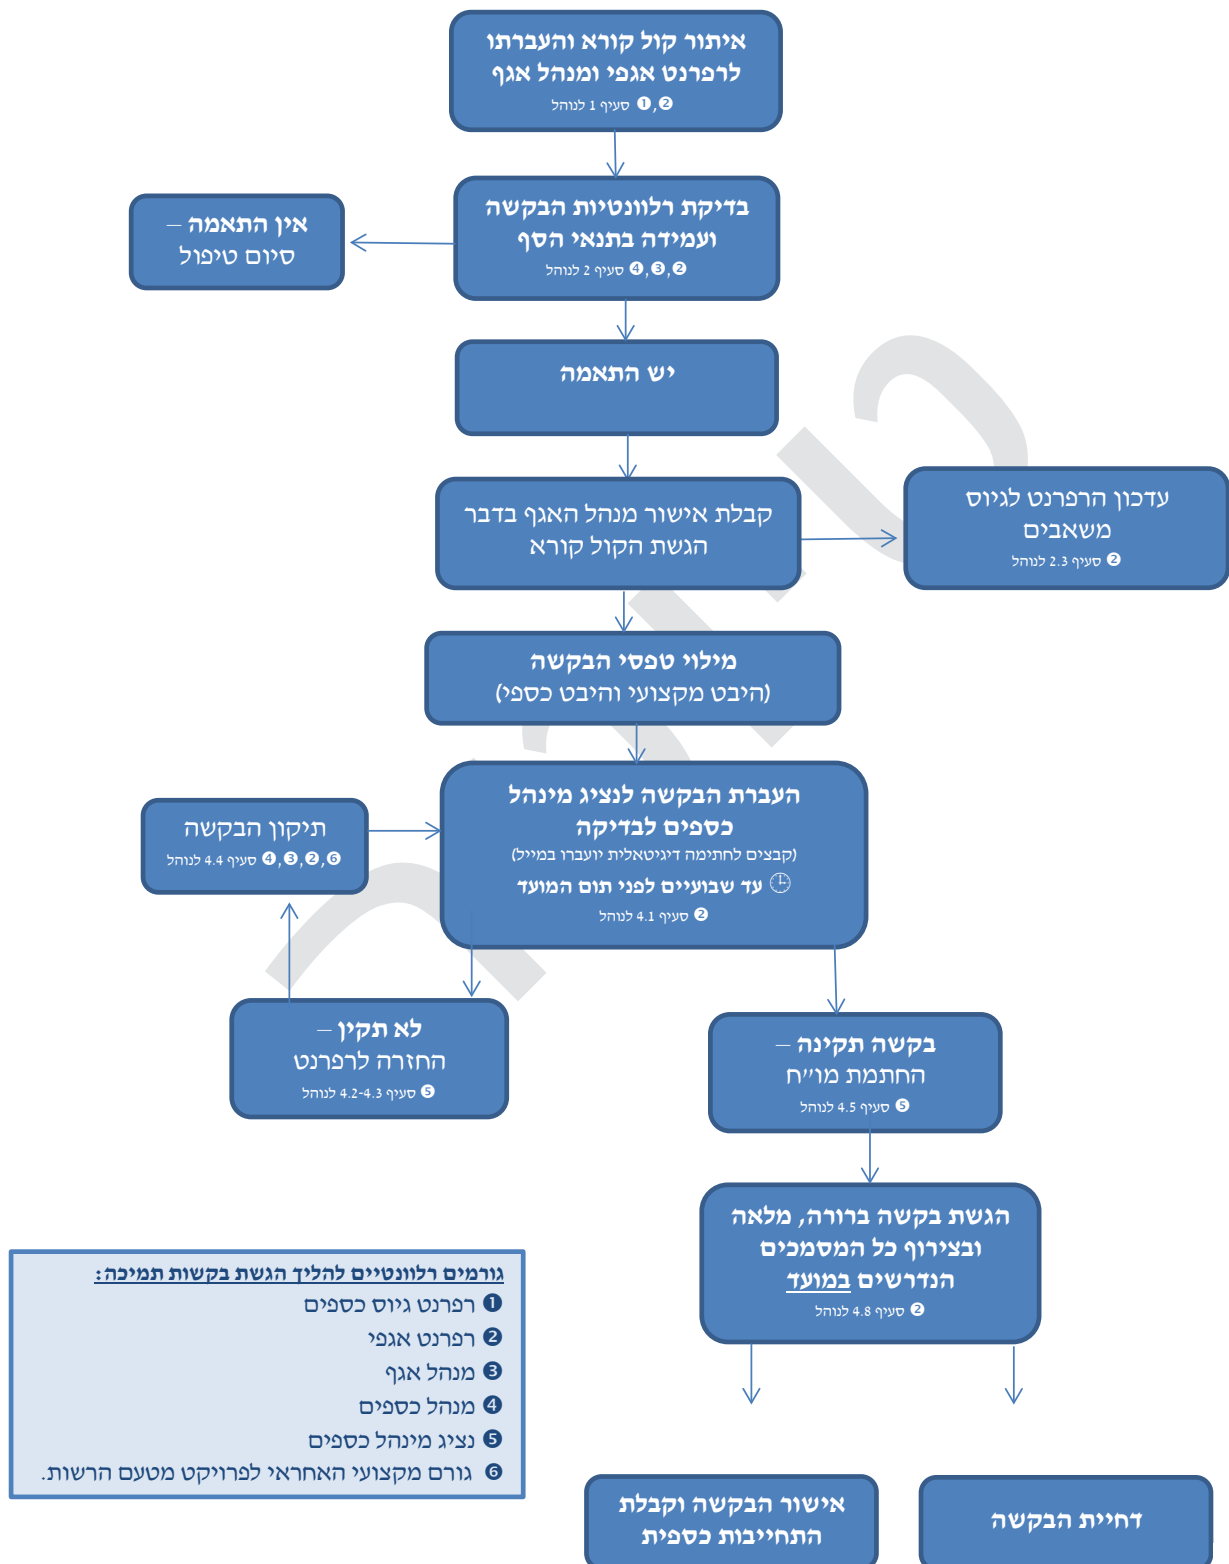 איתור קול קורא והעברתו
לרפרנט אגפי ומנהל אגף
❶,❷ סעיף 1 לנוהל
בדיקת רלוונטיות הבקשה
ועמידה בתנאי הסף
❷,❸,❹ סעיף 2 לנוהל
אין התאמה –
סיום טיפול
יש התאמה
קבלת אישור מנהל האגף בדבר
הגשת הקול קורא
עדכון הרפרנט לגיוס
משאבים
❷ סעיף 2.3 לנוהל
מילוי טפסי הבקשה
(היבט מקצועי והיבט כספי)
העברת הבקשה לנציג מינהל
כספים לבדיקה
(קבצים לחתימה דיגיטאלית יועברו במייל)
🕒 עד שבועיים לפני תום המועד
❷ סעיף 4.1 לנוהל
תיקון הבקשה
❻,❷,❸,❹ סעיף 4.4 לנוהל
לא תקין –
החזרה לרפרנט
❺ סעיף 4.2-4.3 לנוהל
בקשה תקינה –
החתמת מו״ח
❺ סעיף 4.5 לנוהל
הגשת בקשה ברורה, מלאה
ובצירוף כל המסמכים
הנדרשים במועד
❷ סעיף 4.8 לנוהל
גורמים רלוונטיים להליך הגשת בקשות תמיכה:
❶ רפרנט גיוס כספים
❷ רפרנט אגפי
❸ מנהל אגף
❹ מנהל כספים
❺ נציג מינהל כספים
❻ גורם מקצועי האחראי לפרויקט מטעם הרשות.
אישור הבקשה וקבלת
התחייבות כספית
דחיית הבקשה